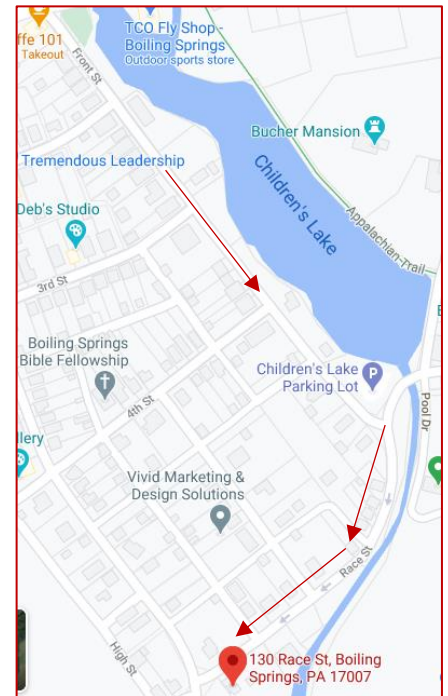 TCO Fly Shop -
Boiling Springs
Outdoor sports store
ffe 101
Takeout
Front St
Bucher Mansion
Children's Lake
Tremendous Leadership
Appalachian Trail
Deb's Studio
3rd St
Boiling Springs
Bible Fellowship
Children's Lake
Parking Lot
4th St
Pool Dr
llery
Vivid Marketing &
Design Solutions
Race St
High St
130 Race St, Boiling
Springs, PA 17007